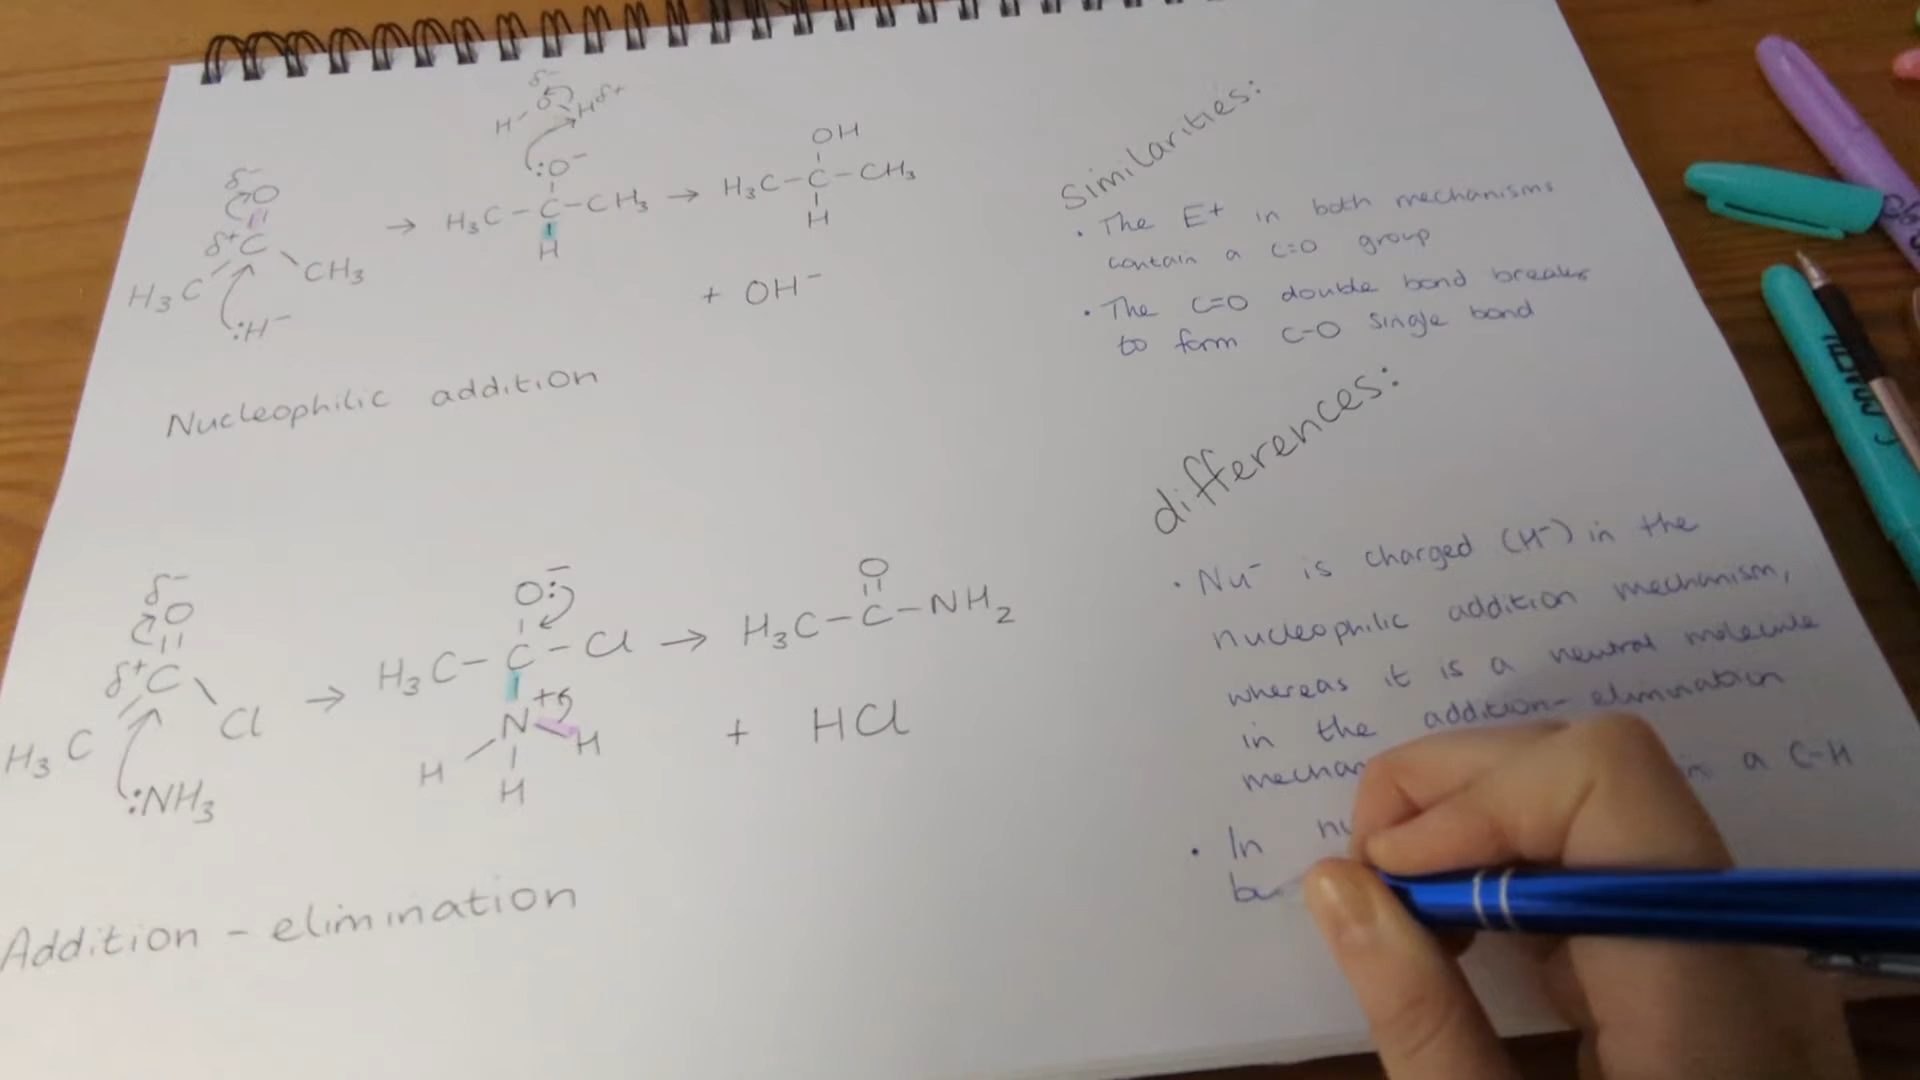 δ-
H O H δ+
:O-
H3C-C-CH3
H
→
OH
H3C-C-CH3
H
+ OH-
δ-
O
δ+ C
H3C CH3
:H-
→
Nucleophilic addition
δ-
O
δ+ C
H3C Cl
:NH3
→
O:-
H3C-C-Cl
N+
H H
H
→
O
H3C-C-NH2
+ HCl
Addition - elimination
Similarities:
• The E+ in both mechanisms
contain a C=O group
• The C=O double bond breaks
to form C-O single bond
differences:
• Nu- is charged (H-) in the
nucleophilic addition mechanism,
whereas it is a neutral molecule
in the addition-elimination
in a C-H
• In